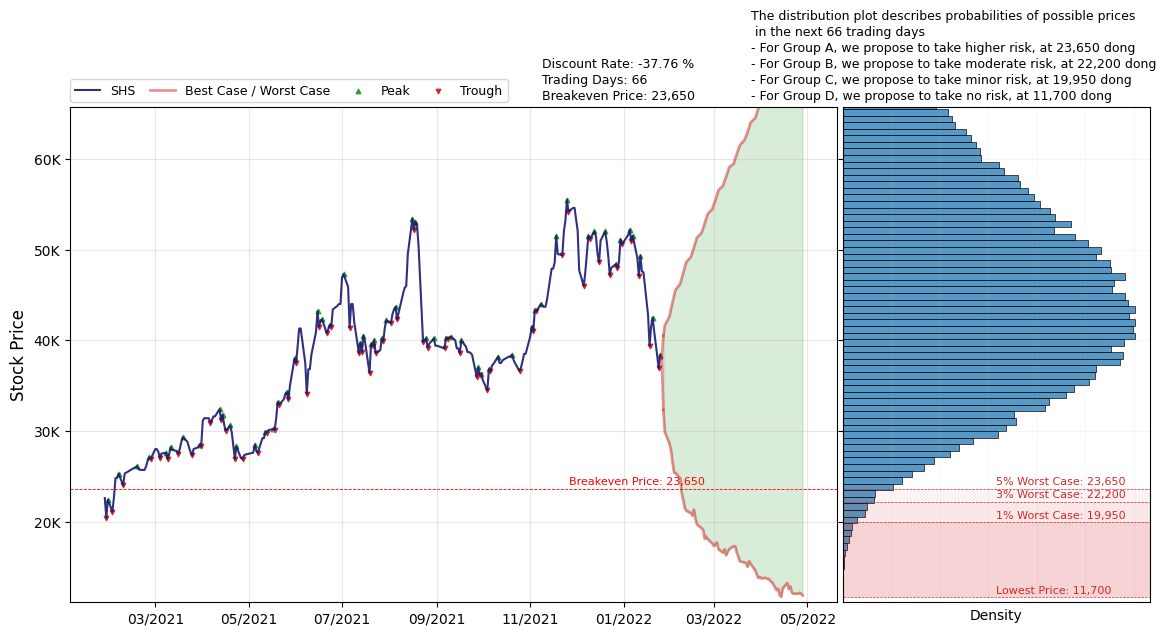 The distribution plot describes probabilities of possible prices
in the next 66 trading days
- For Group A, we propose to take higher risk, at 23,650 dong
- For Group B, we propose to take moderate risk, at 22,200 dong
- For Group C, we propose to take minor risk, at 19,950 dong
- For Group D, we propose to take no risk, at 11,700 dong
Discount Rate: -37.76 %
Trading Days: 66
Breakeven Price: 23,650
SHS Best Case / Worst Case Peak Trough
Stock Price
60K
50K
40K
30K
20K
Breakeven Price: 23,650
5% Worst Case: 23,650
3% Worst Case: 22,200
1% Worst Case: 19,950
Lowest Price: 11,700
03/2021 05/2021 07/2021 09/2021 11/2021 01/2022 03/2022 05/2022
Density